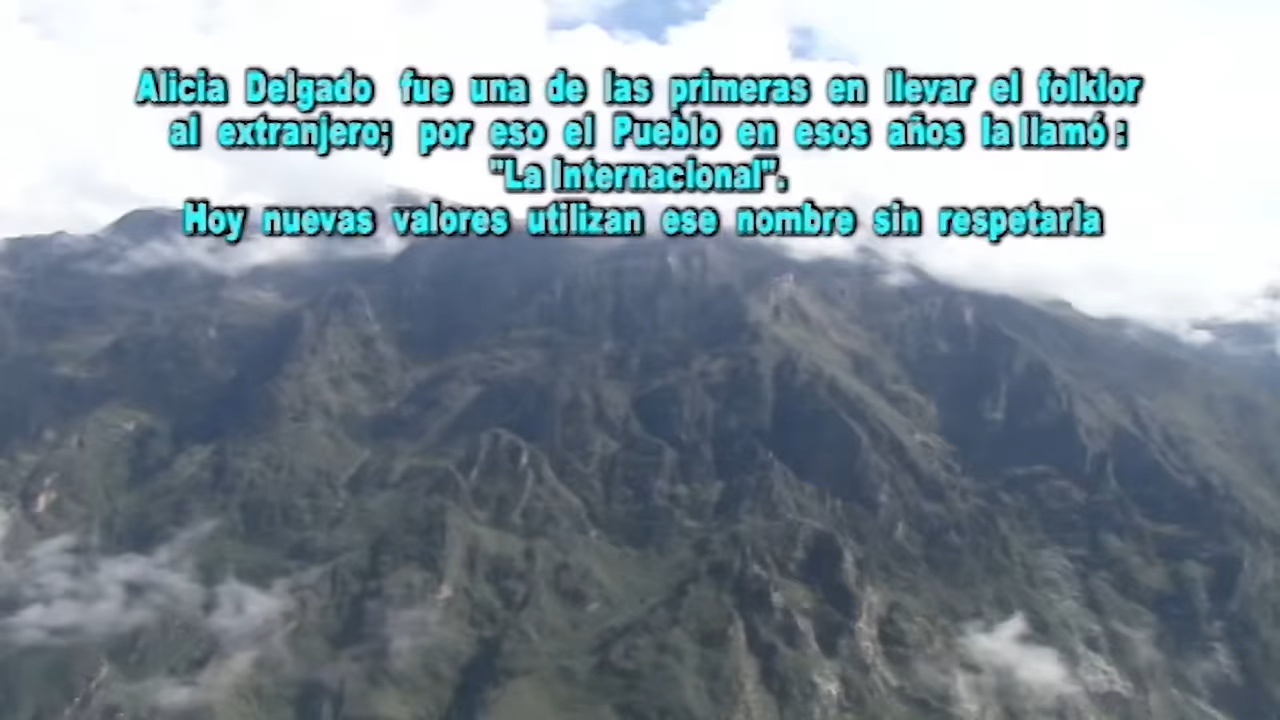 Alicia Delgado fue una de las primeras en llevar el folklor
al extranjero; por eso el Pueblo en esos años la llamó :
"La Internacional".
Hoy nuevas valores utilizan ese nombre sin respetarla